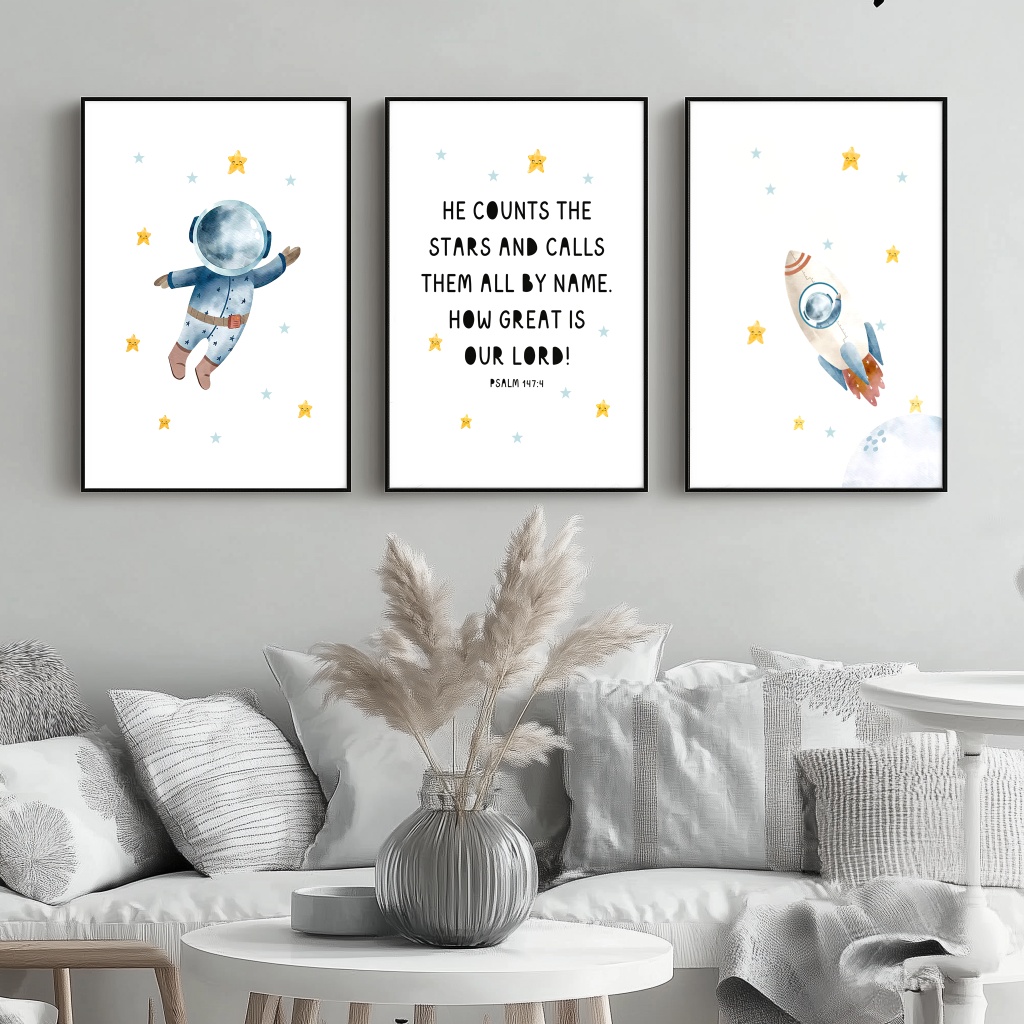 HE COUNTS THE
STARS AND CALLS
THEM ALL BY NAME.
HOW GREAT IS
OUR LORD!
PSALM 147:4